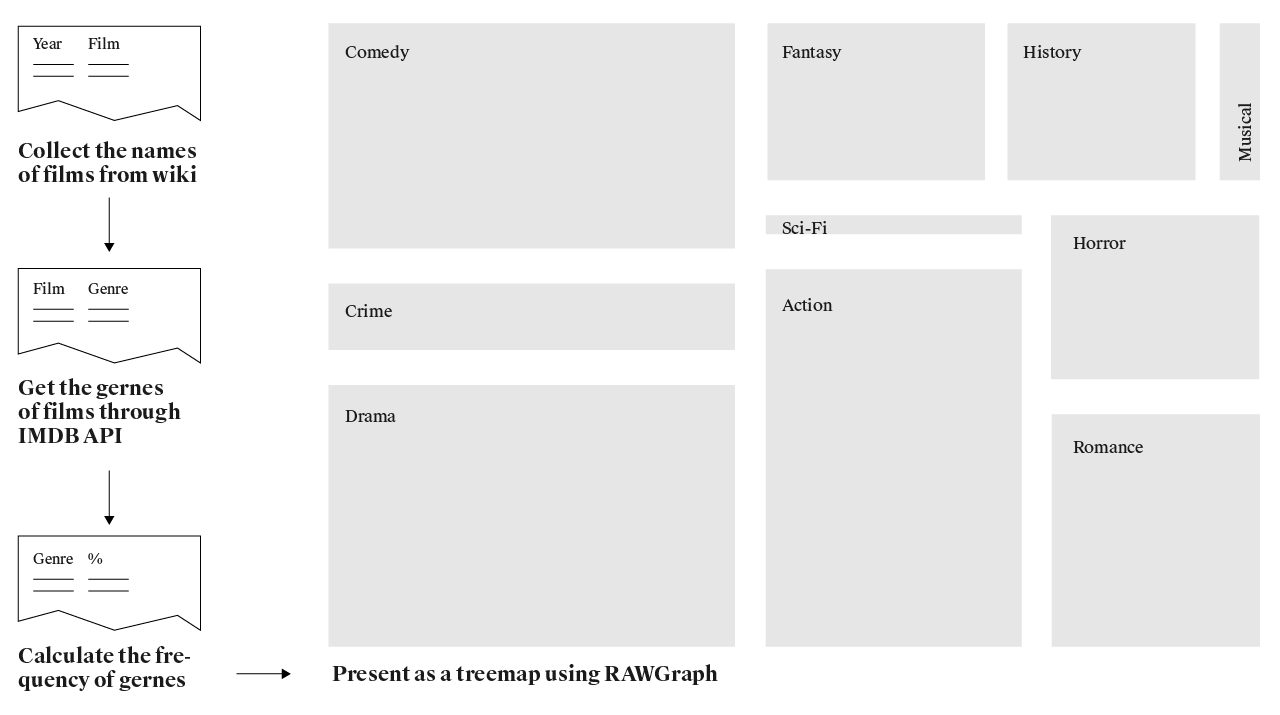 Year Film
Collect the names
of films from wiki
Film Genre
Get the gernes
of films through
IMDB API
Genre %
Calculate the fre-
quency of gernes
Comedy
Crime
Drama
Fantasy
History
Musical
Sci-Fi
Action
Horror
Romance
Present as a treemap using RAWGraph